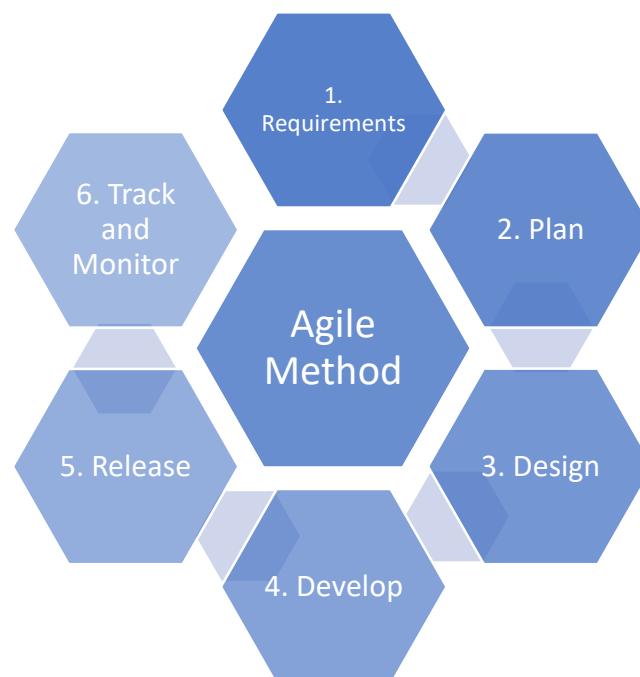 1.
Requirements
2. Plan
3. Design
4. Develop
5. Release
6. Track
and
Monitor
Agile
Method